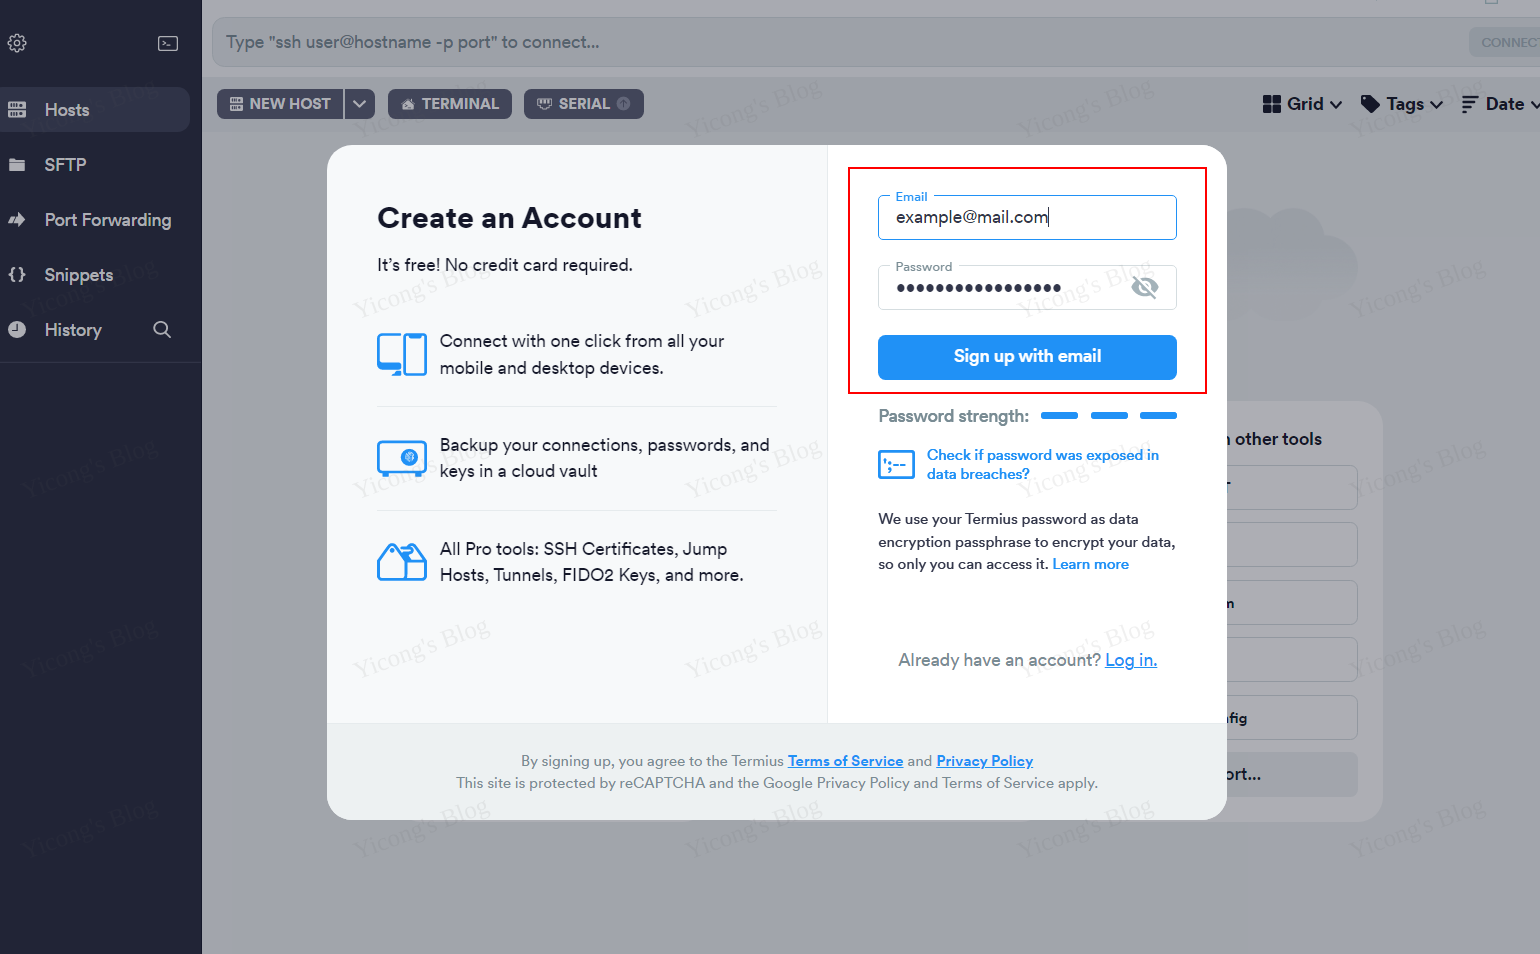 Type "ssh user@hostname -p port" to connect...
CONNECT
Hosts
SFTP
Port Forwarding
Snippets
History
NEW HOST
TERMINAL
SERIAL
Grid
Tags
Date
Create an Account
It's free! No credit card required.
Connect with one click from all your
mobile and desktop devices.
Backup your connections, passwords, and
keys in a cloud vault
All Pro tools: SSH Certificates, Jump
Hosts, Tunnels, FIDO2 Keys, and more.
Email
example@mail.com
Password
•••••••••••••••••
Sign up with email
Password strength:
Check if password was exposed in
data breaches?
We use your Termius password as data
encryption passphrase to encrypt your data,
so only you can access it. Learn more
Already have an account? Log in.
other tools
By signing up, you agree to the Termius Terms of Service and Privacy Policy
This site is protected by reCAPTCHA and the Google Privacy Policy and Terms of Service apply.
Yicong's Blog